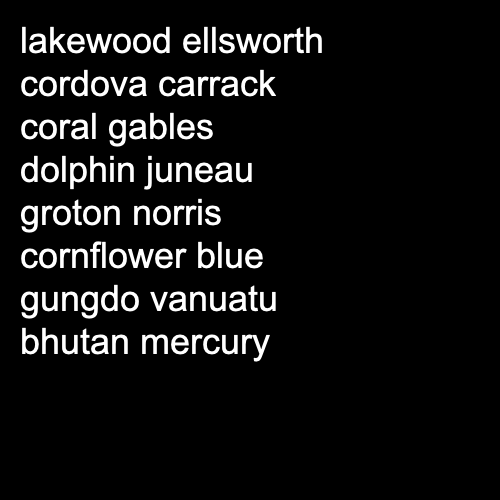 lakewood ellsworth
cordova carrack
coral gables
dolphin juneau
groton norris
cornflower blue
gungdo vanuatu
bhutan mercury